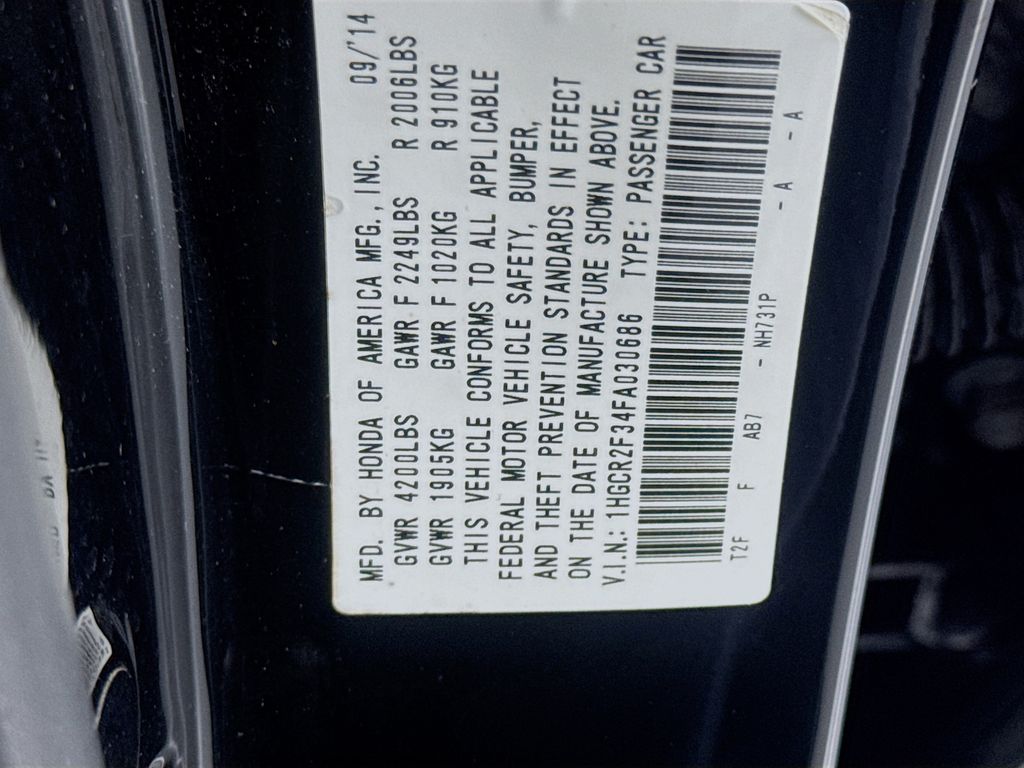 MFD. BY HONDA OF AMERICA MFG., INC. 09/'14
GVWR 4200LBS GAWR F 2249LBS R 2006LBS
GVWR 1905KG GAWR F 1020KG R 910KG
THIS VEHICLE CONFORMS TO ALL APPLICABLE
FEDERAL MOTOR VEHICLE SAFETY, BUMPER,
AND THEFT PREVENTION STANDARDS IN EFFECT
ON THE DATE OF MANUFACTURE SHOWN ABOVE.
V.I.N.: 1HGCR2F34FA030686 TYPE: PASSENGER CAR
T2F F AB7 - NH731P - A - A